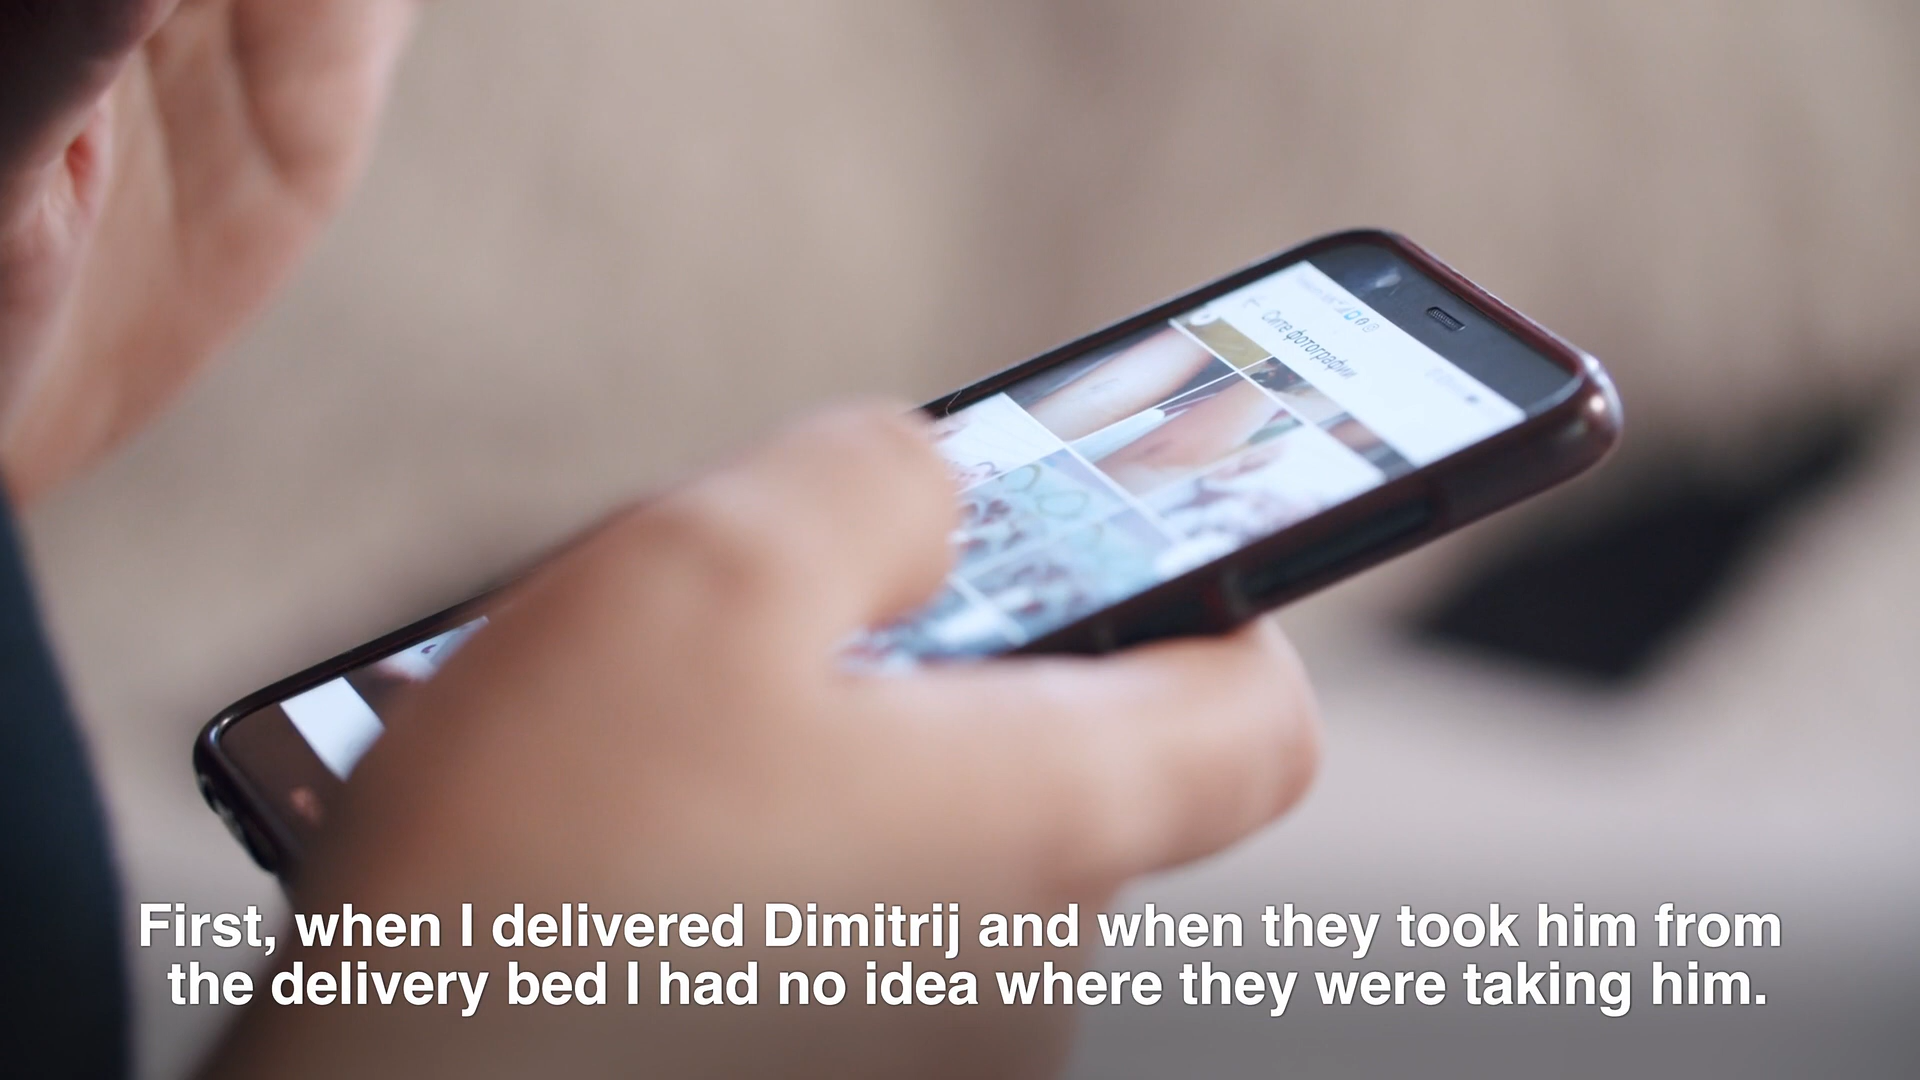 Сите фотографии
First, when I delivered Dimitrij and when they took him from
the delivery bed I had no idea where they were taking him.